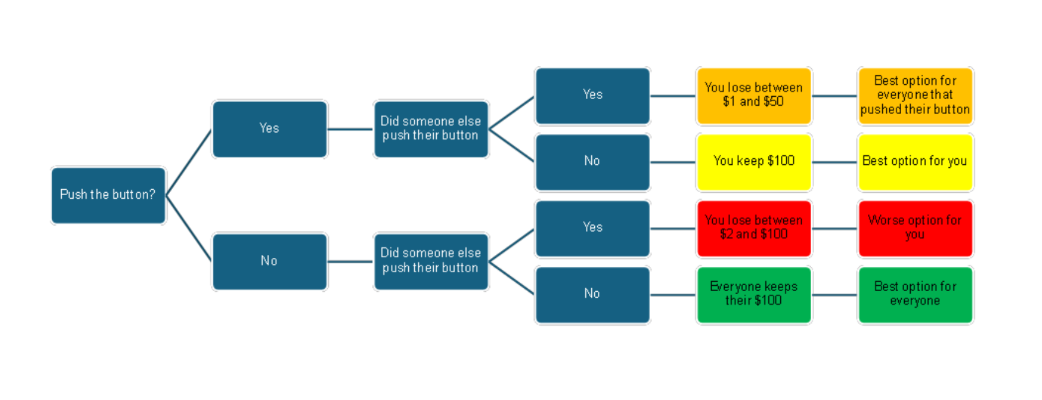 Push the button?
Yes
Did someone else
push their button
Yes
You lose between
$1 and $50
Best option for
everyone that
pushed their button
No
You keep $100
Best option for you
No
Did someone else
push their button
Yes
You lose between
$2 and $100
Worse option for
you
No
Everyone keeps
their $100
Best option for
everyone